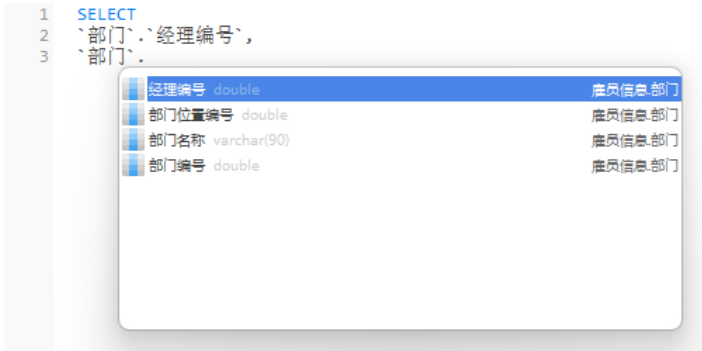 1 SELECT
2 `部门`.`经理编号`,
3 `部门`.
经理编号 double 雇员信息.部门
部门位置编号 double 雇员信息.部门
部门名称 varchar(90) 雇员信息.部门
部门编号 double 雇员信息.部门